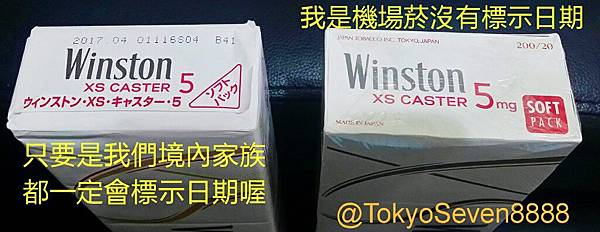 我是機場菸沒有標示日期
2017 04 01116S04 B41
Winston
XS CASTER 5
ウィンストン・XS・キャスター・5
ソフト
パック
JAPAN TOBACCO INC. TOKYO, JAPAN
200/20
Winston
XS CASTER 5mg
SOFT
PACK
MADE IN JAPAN
只要是我們境內家族
都一定會標示日期喔
@TokyoSeven8888